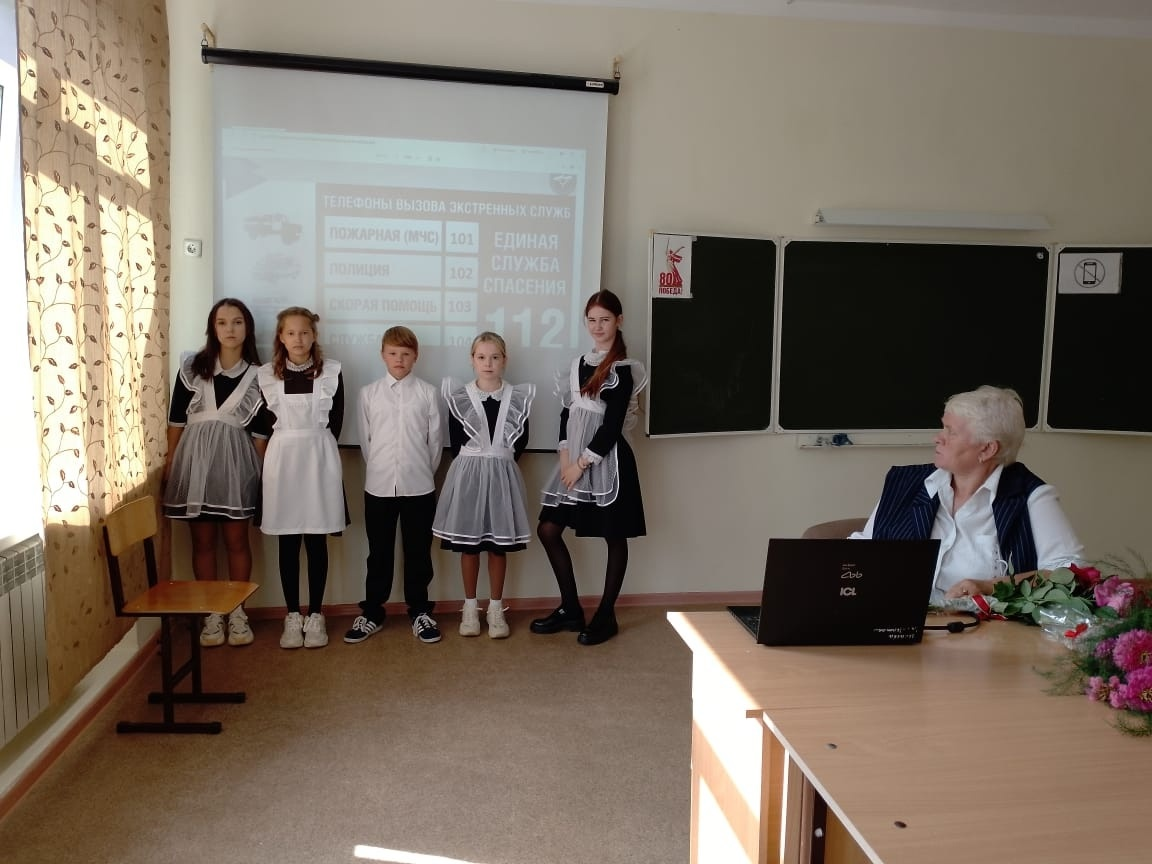 ТЕЛЕФОНЫ ВЫЗОВА ЭКСТРЕННЫХ СЛУЖБ
ПОЖАРНАЯ (МЧС) 101
ПОЛИЦИЯ 102
СКОРАЯ ПОМОЩЬ 103
104
ЕДИНАЯ
СЛУЖБА
СПАСЕНИЯ
112
80
ПОБЕДА!
ICL